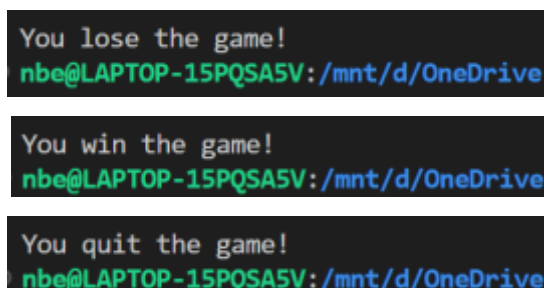 You lose the game!
nbe@LAPTOP-15PQSA5V:/mnt/d/OneDrive
You win the game!
nbe@LAPTOP-15PQSA5V:/mnt/d/OneDrive
You quit the game!
nbe@LAPTOP-15PQSA5V:/mnt/d/OneDrive